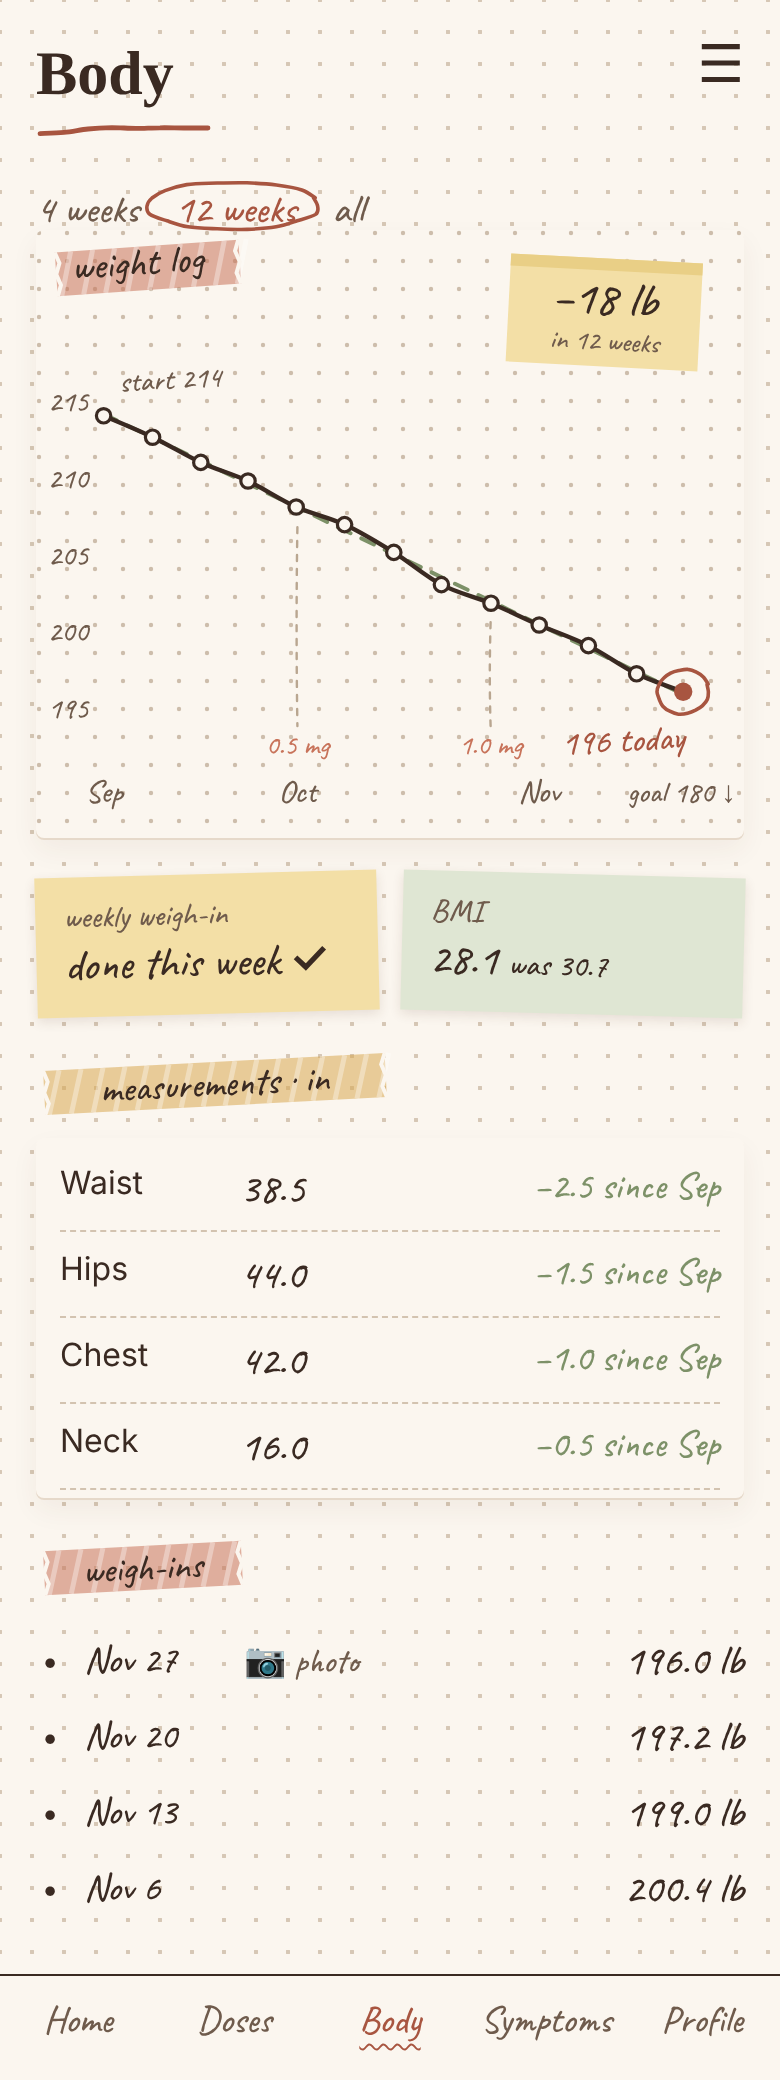 Body
4 weeks 12 weeks all
weight log
−18 lb
in 12 weeks
start 214
215
210
205
200
195
0.5 mg 1.0 mg 196 today
Sep Oct Nov goal 180 ↓
weekly weigh-in
done this week ✓
BMI
28.1 was 30.7
measurements · in
Waist 38.5 −2.5 since Sep
Hips 44.0 −1.5 since Sep
Chest 42.0 −1.0 since Sep
Neck 16.0 −0.5 since Sep
weigh-ins
• Nov 27 📷 photo 196.0 lb
• Nov 20 197.2 lb
• Nov 13 199.0 lb
• Nov 6 200.4 lb
Home Doses Body Symptoms Profile